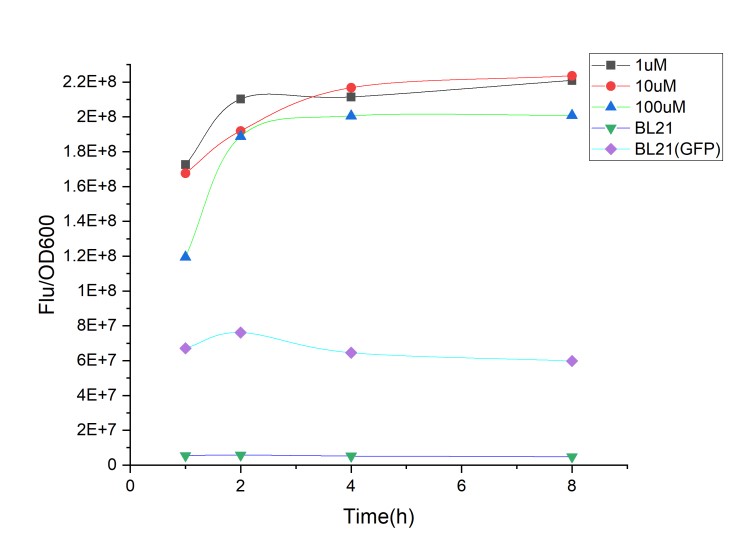 1uM
10uM
100uM
BL21
BL21(GFP)
2.2E+8
2E+8
1.8E+8
1.6E+8
1.4E+8
1.2E+8
1E+8
8E+7
6E+7
4E+7
2E+7
0
Flu/OD600
0 2 4 6 8
Time(h)